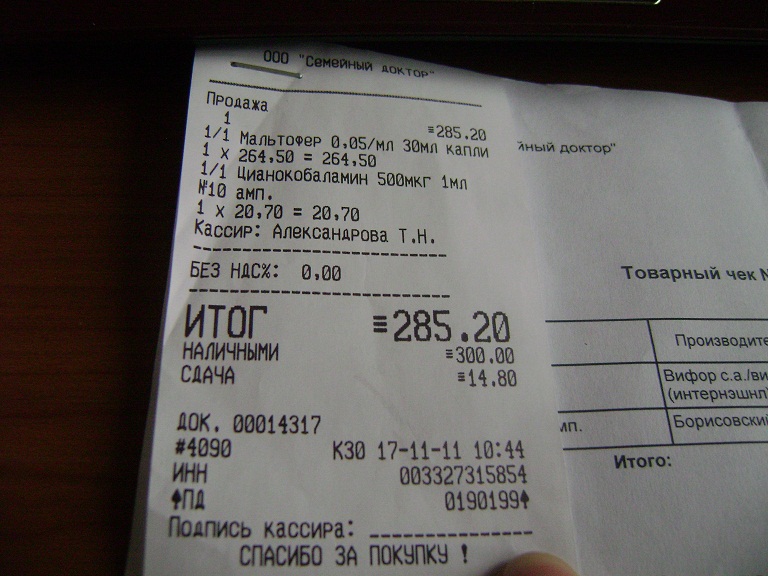 ООО "Семейный доктор"
Продажа
1 ≡285.20
1/1 Мальтофер 0,05/мл 30мл капли
1 X 264,50 = 264,50
1/1 Цианокобаламин 500мкг 1мл
№10 амп.
1 X 20,70 = 20,70
Кассир: Александрова Т.Н.
БЕЗ НДС%: 0,00
ИТОГ ≡285.20
НАЛИЧНЫМИ ≡300.00
СДАЧА ≡14.80
ДОК. 00014317
#4090 К30 17-11-11 10:44
ИНН 003327315854
↑ПД 0190199↑
Подпись кассира:
СПАСИБО ЗА ПОКУПКУ !
йный доктор"
Товарный чек N
Производите
Вифор с.а./ви
(интернэшнл
мп. Борисовский
Итого: